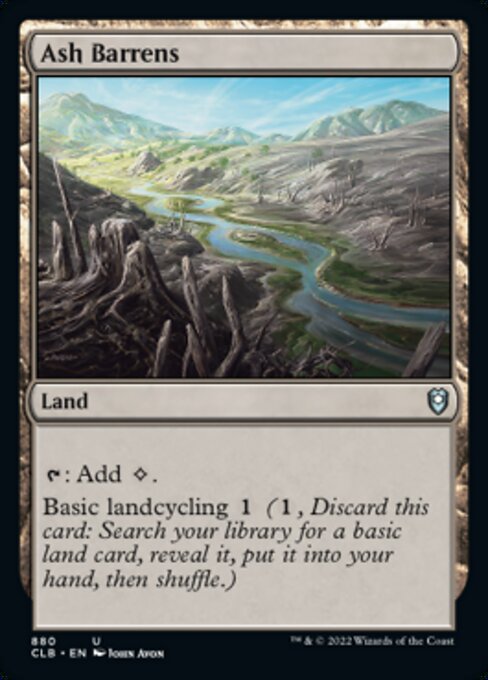 Ash Barrens
Land
: Add .
Basic landcycling 1 (1, Discard this
card: Search your library for a basic
land card, reveal it, put it into your
hand, then shuffle.)
880 U
CLB • EN John Avon
™ & © 2022 Wizards of the Coast